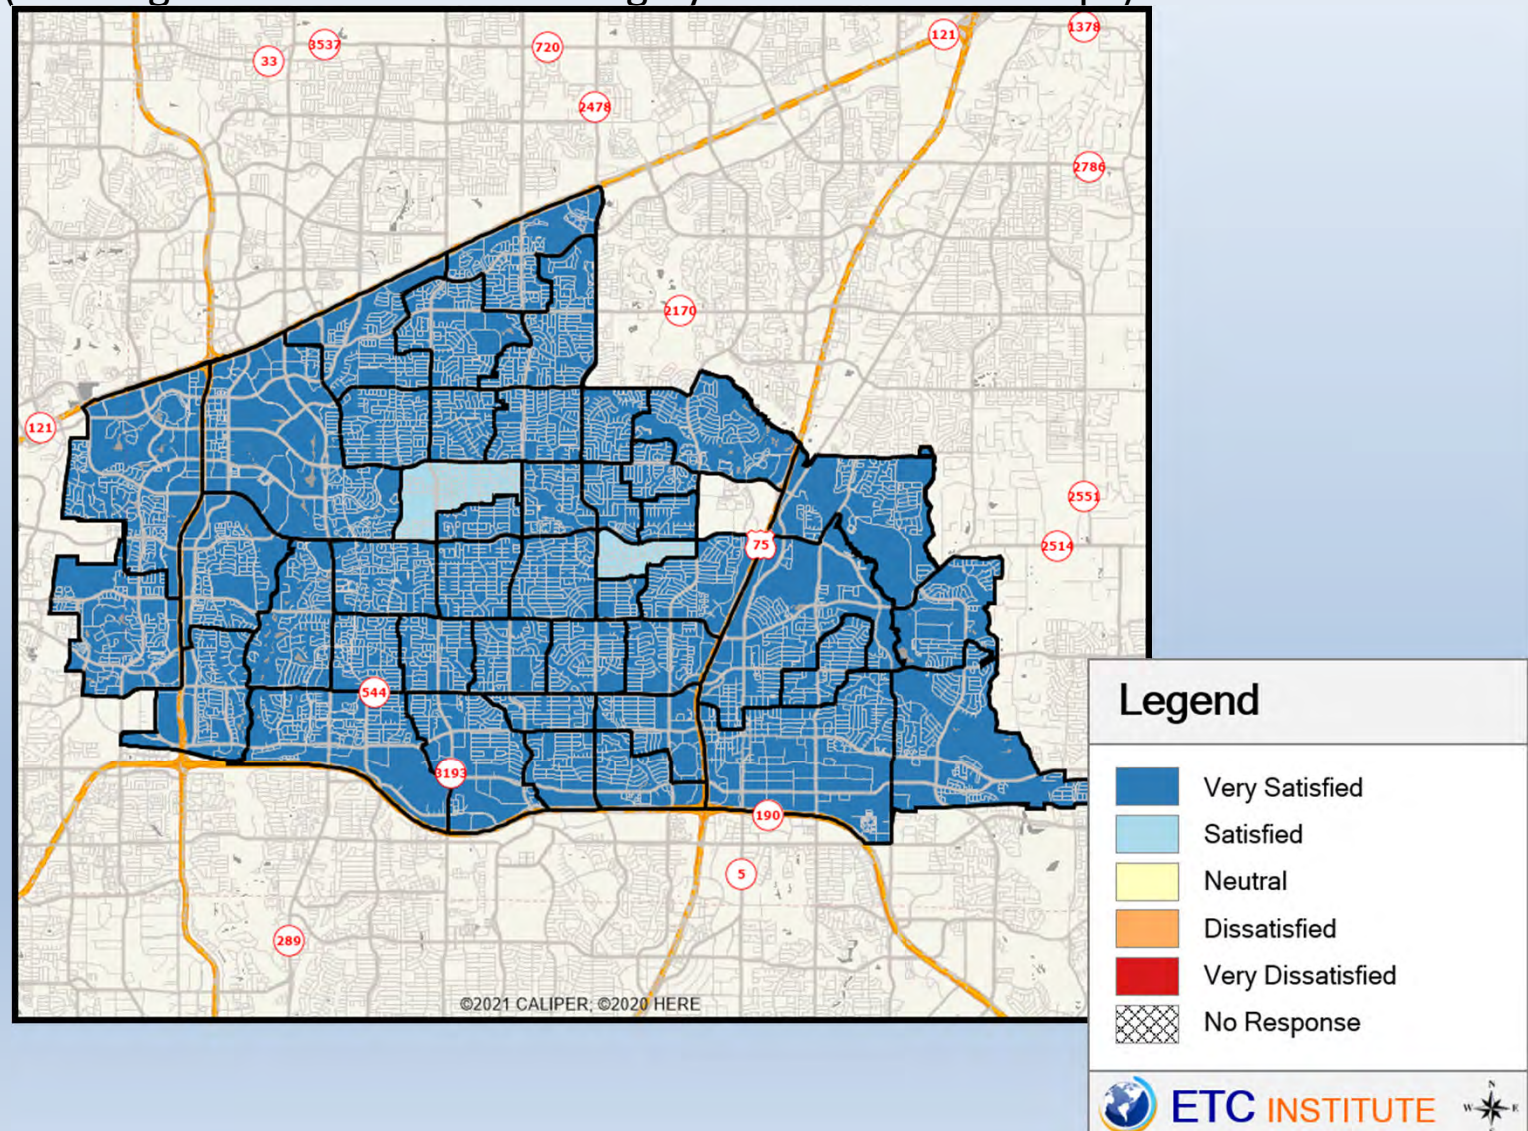 33
3537
720
121
1378
2478
2786
2170
121
2551
75
2514
544
3193
190
5
289
©2021 CALIPER; ©2020 HERE
Legend
Very Satisfied
Satisfied
Neutral
Dissatisfied
Very Dissatisfied
No Response
ETC INSTITUTE
N
W E